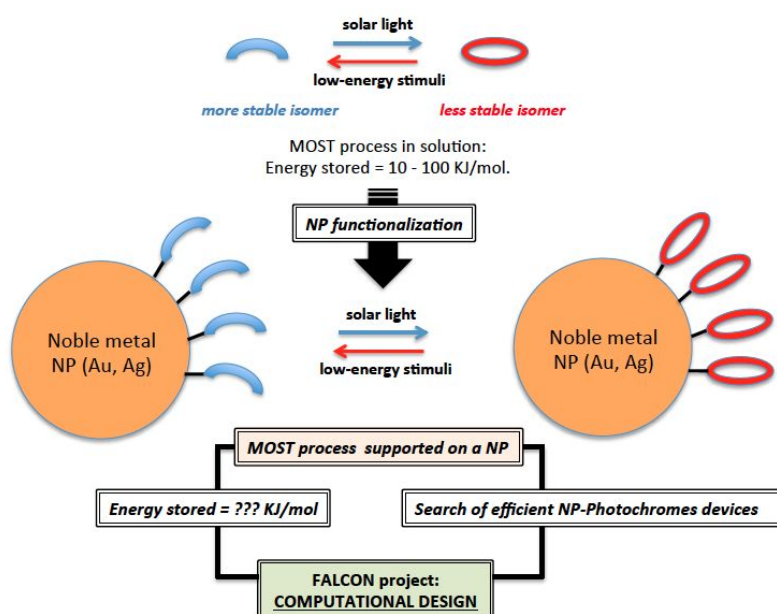 solar light
low-energy stimuli
more stable isomer
less stable isomer
MOST process in solution:
Energy stored = 10 - 100 KJ/mol.
NP functionalization
Noble metal
NP (Au, Ag)
solar light
low-energy stimuli
Noble metal
NP (Au, Ag)
MOST process supported on a NP
Energy stored = ??? KJ/mol
Search of efficient NP-Photochromes devices
FALCON project:
COMPUTATIONAL DESIGN